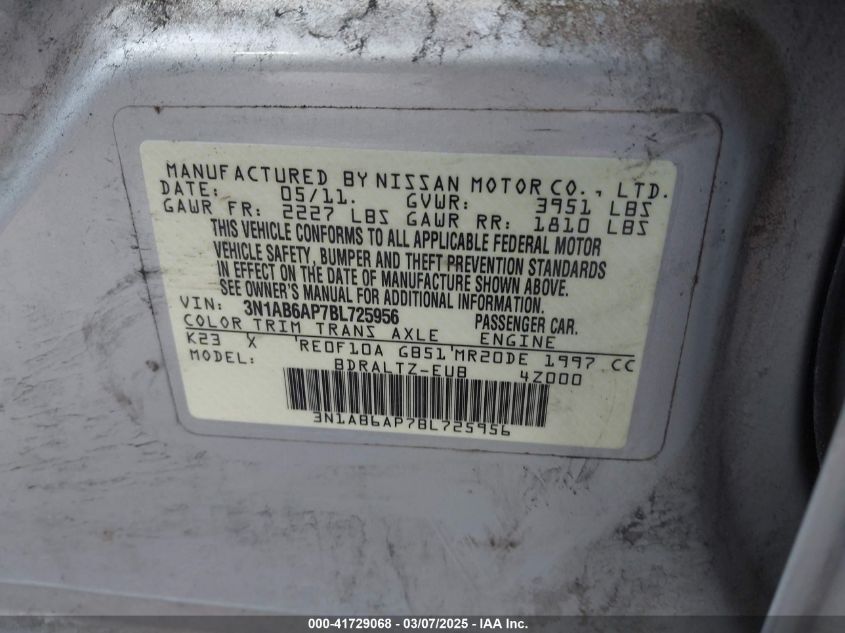 MANUFACTURED BY NISSAN MOTOR CO., LTD.
DATE: 05/11. GVWR: 3951 LBS
GAWR FR: 2227 LBS GAWR RR: 1810 LBS
THIS VEHICLE CONFORMS TO ALL APPLICABLE FEDERAL MOTOR
VEHICLE SAFETY, BUMPER AND THEFT PREVENTION STANDARDS
IN EFFECT ON THE DATE OF MANUFACTURE SHOWN ABOVE.
SEE OWNER'S MANUAL FOR ADDITIONAL INFORMATION.
VIN: 3N1AB6AP7BL725956 PASSENGER CAR.
COLOR TRIM TRANS AXLE ENGINE
K23 X 'RE0F10A GB51'MR20DE 1997 CC
MODEL: BDRALTZ-EUB 4Z000
3N1AB6AP7BL725956
000-41729068 — 03/07/2025 — IAA Inc.